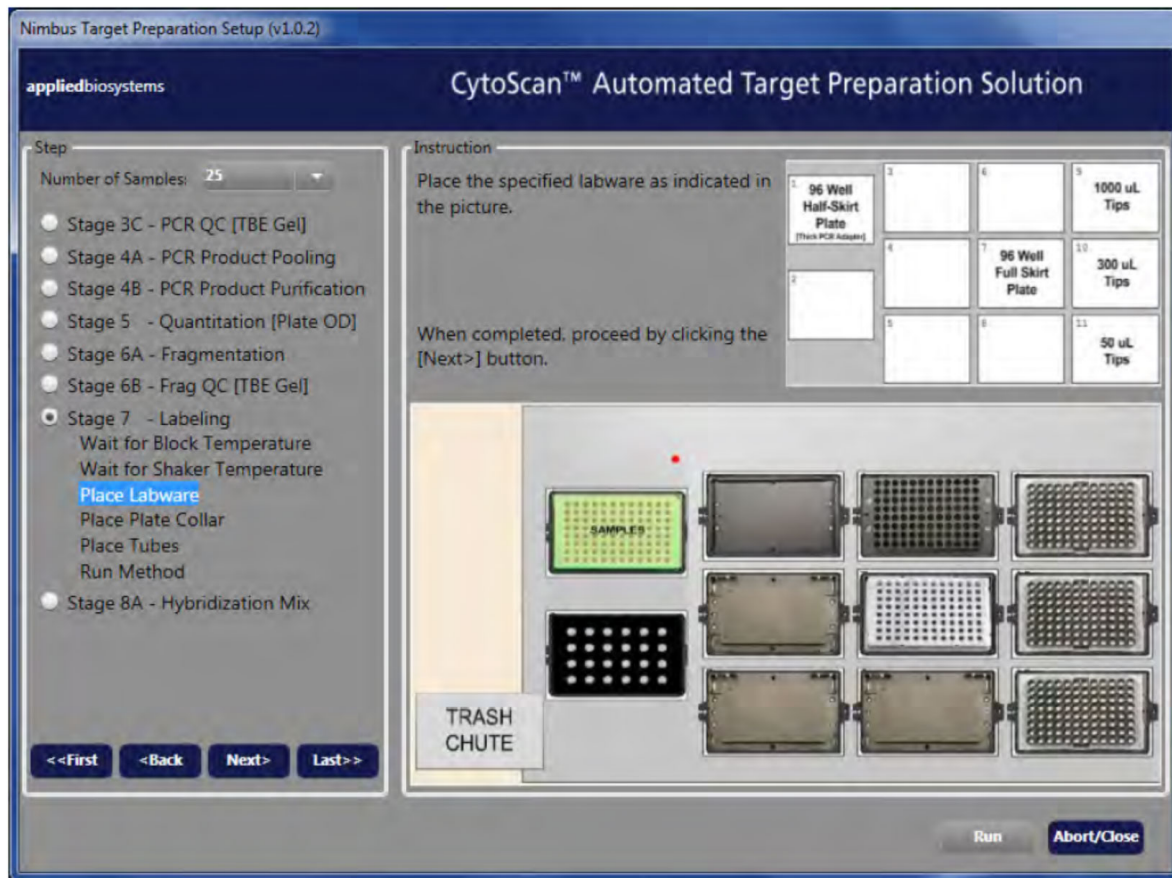 Nimbus Target Preparation Setup (v1.0.2)
appliedbiosystems
CytoScan™ Automated Target Preparation Solution
Step
Number of Samples: 25
Stage 3C - PCR QC [TBE Gel]
Stage 4A - PCR Product Pooling
Stage 4B - PCR Product Purification
Stage 5 - Quantitation [Plate OD]
Stage 6A - Fragmentation
Stage 6B - Frag QC [TBE Gel]
Stage 7 - Labeling
Wait for Block Temperature
Wait for Shaker Temperature
Place Labware
Place Plate Collar
Place Tubes
Run Method
Stage 8A - Hybridization Mix
<<First <Back Next> Last>>
Instruction
Place the specified labware as indicated in
the picture.
When completed, proceed by clicking the
[Next>] button.
1
96 Well
Half-Skirt
Plate
[Thick PCR Adapter]
2
3
4
5
6
7
96 Well
Full Skirt
Plate
8
9
1000 uL
Tips
10
300 uL
Tips
11
50 uL
Tips
SAMPLES
TRASH
CHUTE
Run Abort/Close